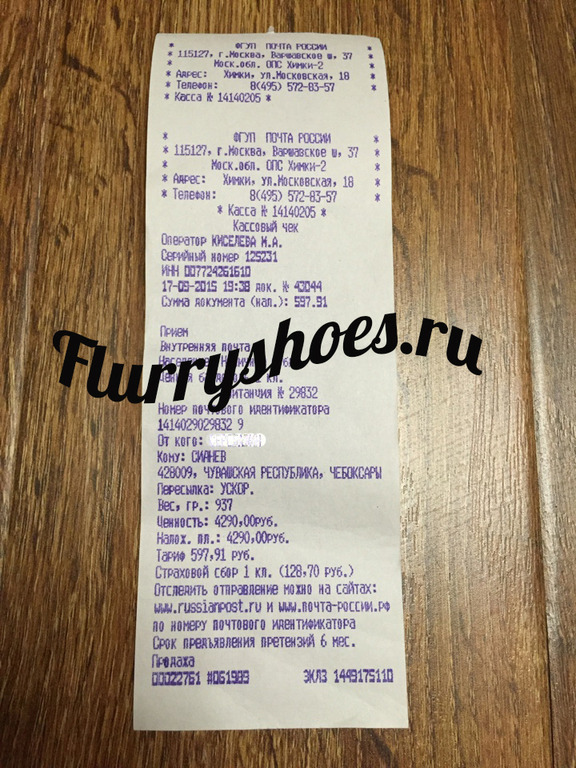 * ФГУП ПОЧТА РОССИИ *
* 115127, г.Москва, Варшавское ш, 37 *
* Моск.обл. ОПС Химки-2 *
* Адрес: Химки, ул.Московская, 18 *
* Телефон: 8(495) 572-83-57 *
* Касса № 14140205 *
* ФГУП ПОЧТА РОССИИ *
* 115127, г.Москва, Варшавское ш, 37 *
* Моск.обл. ОПС Химки-2 *
* Адрес: Химки, ул.Московская, 18 *
* Телефон: 8(495) 572-83-57 *
* Касса № 14140205 *
Кассовый чек
Оператор КИСЕЛЕВА М.А.
Серийный номер 125231
ИНН 007724261610
17-09-2015 19:38 док. № 43044
Сумма документа (нал.): 597.91
Прием
Внутренняя почта
Flurryshoes.ru
1 кл.
№ 29832
Номер почтового идентификатора
1414029029832 9
От кого:
Кому: СИАНЕВ
428009, ЧУВАШСКАЯ РЕСПУБЛИКА, ЧЕБОКСАРЫ
Пересылка: УСКОР.
Вес, гр.: 937
Ценность: 4290,00руб.
Налож. пл.: 4290,00руб.
Тариф 597,91 руб.
Страховой сбор 1 кл. (128,70 руб.)
Отследить отправление можно на сайтах:
www.russianpost.ru и www.почта-россии.рф
по номеру почтового идентификатора
Срок предъявления претензий 6 мес.
Продажа
00022761 #061989 ЭКЛЗ 1449175110